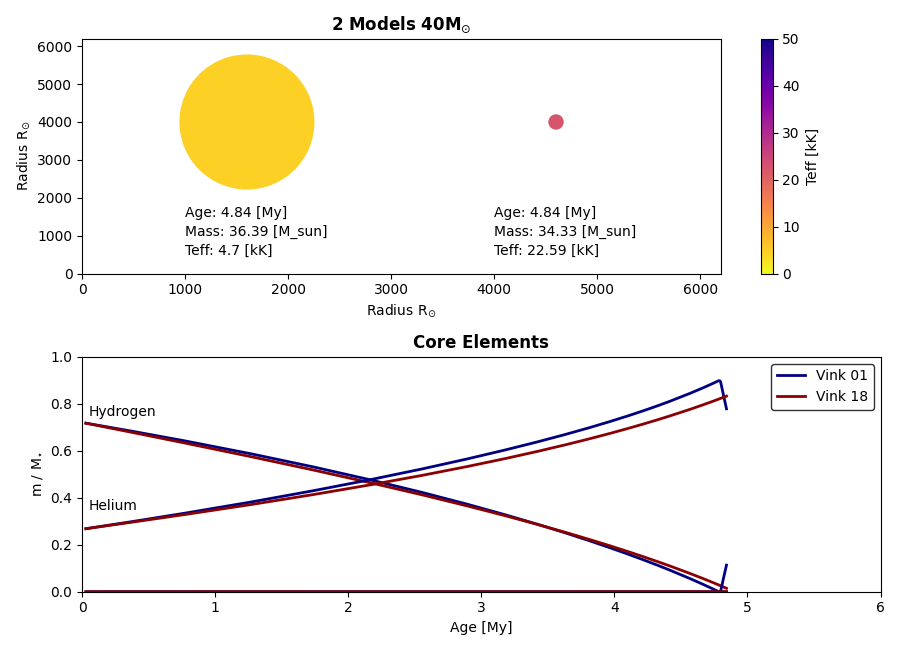 2 Models 40M☉
6000
5000
4000
3000
2000
1000
0
Radius R☉
Age: 4.84 [My]
Mass: 36.39 [M_sun]
Teff: 4.7 [kK]
Age: 4.84 [My]
Mass: 34.33 [M_sun]
Teff: 22.59 [kK]
0 1000 2000 3000 4000 5000 6000
Radius R☉
50
40
30
20
10
0
Teff [kK]
Core Elements
1.0
0.8
0.6
0.4
0.2
0.0
m / M⋆
Hydrogen
Helium
Vink 01
Vink 18
0 1 2 3 4 5 6
Age [My]